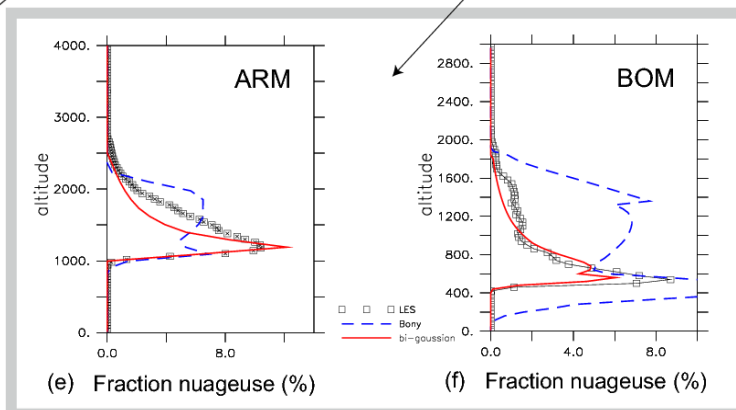 4000.
3000.
2000.
1000.
0.
altitude
ARM
0.0
8.0
(e) Fraction nuageuse (%)
LES
Bony
bi-gaussian
2800.
2400.
2000.
1600.
1200.
800.
400.
0.
altitude
BOM
0.0
4.0
8.0
(f) Fraction nuageuse (%)